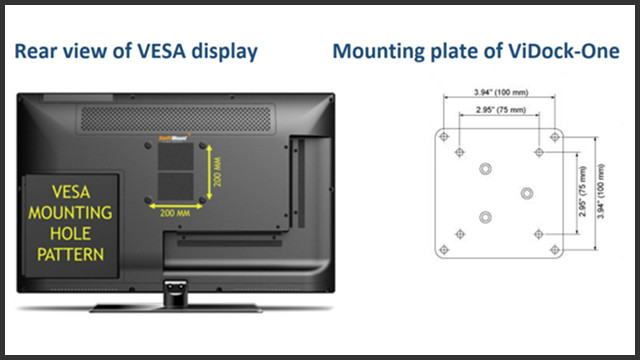 Rear view of VESA display
Mounting plate of ViDock-One
VESA
MOUNTING
HOLE
PATTERN
200 MM
200 MM
3.94" (100 mm)
2.95" (75 mm)
2.95" (75 mm)
3.94" (100 mm)